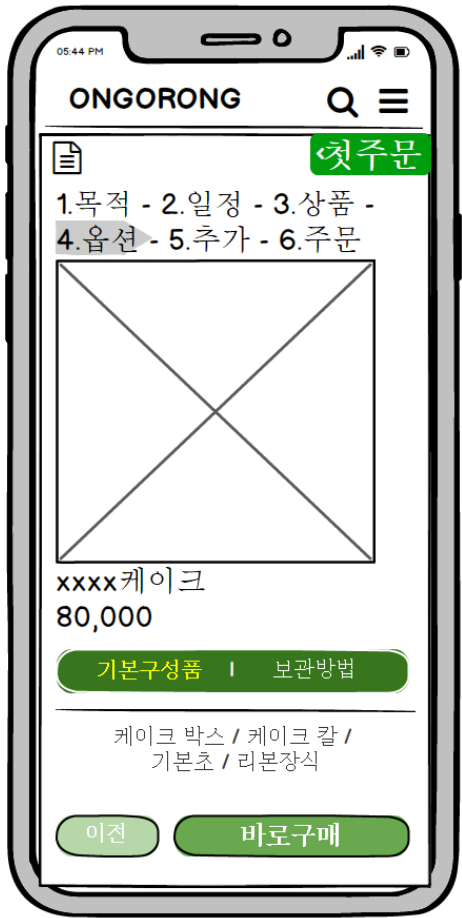 05:44 PM
ONGORONG
<첫주문
1.목적 - 2.일정 - 3.상품 -
4.옵션 - 5.추가 - 6.주문
xxxx케이크
80,000
기본구성품 | 보관방법
케이크 박스 / 케이크 칼 /
기본초 / 리본장식
이전 바로구매